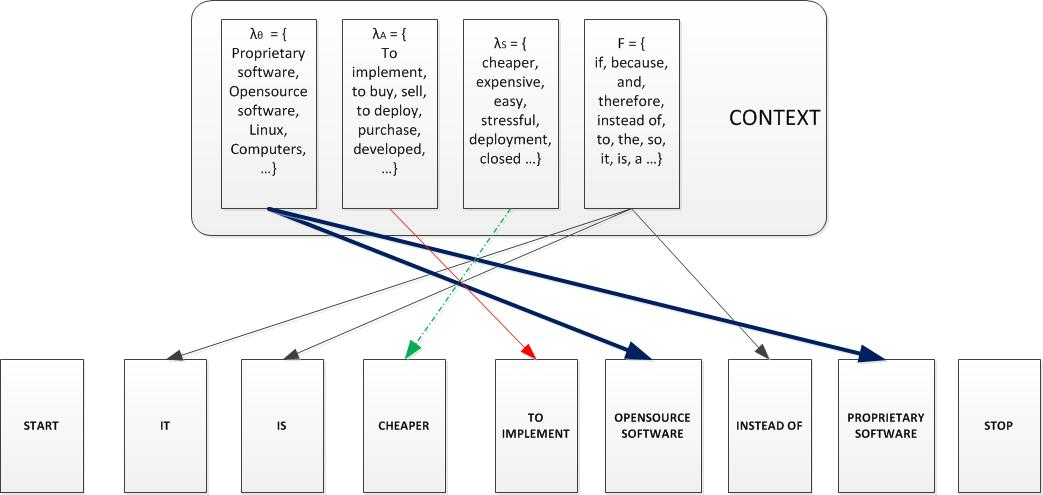 λθ = {
Proprietary
software,
Opensource
software,
Linux,
Computers,
...}
λA = {
To
implement,
to buy, sell,
to deploy,
purchase,
developed,
...}
λS = {
cheaper,
expensive,
easy,
stressful,
deployment,
closed ...}
F = {
if, because,
and,
therefore,
instead of,
to, the, so,
it, is, a ...}
CONTEXT
START
IT
IS
CHEAPER
TO
IMPLEMENT
OPENSOURCE
SOFTWARE
INSTEAD OF
PROPRIETARY
SOFTWARE
STOP